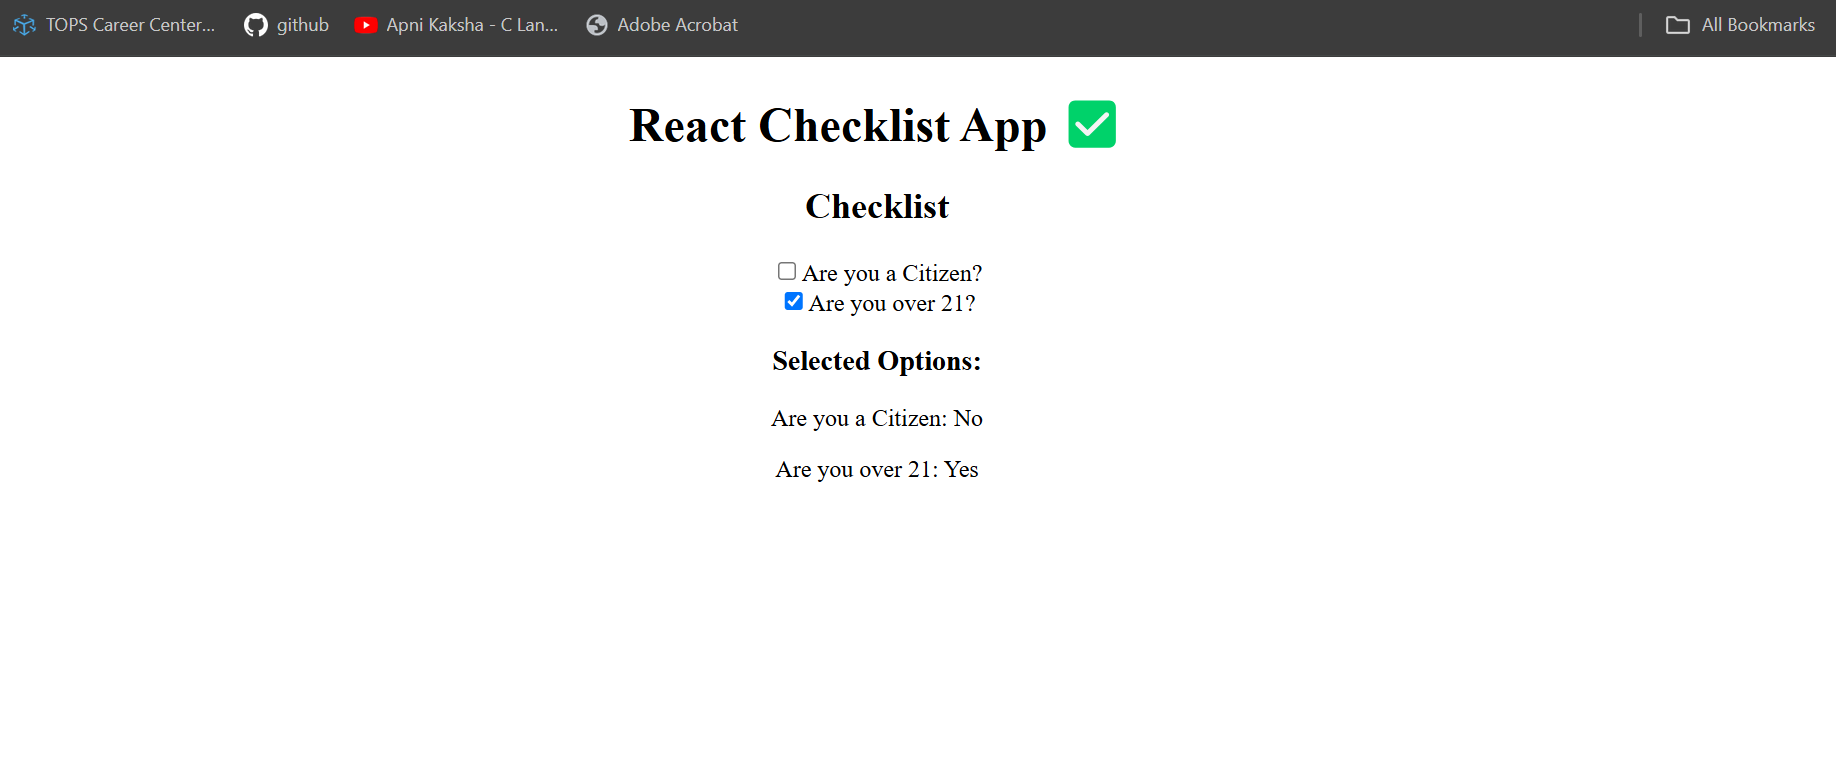 TOPS Career Center... github Apni Kaksha - C Lan... Adobe Acrobat All Bookmarks
React Checklist App ✅
Checklist
Are you a Citizen?
Are you over 21?
Selected Options:
Are you a Citizen: No
Are you over 21: Yes